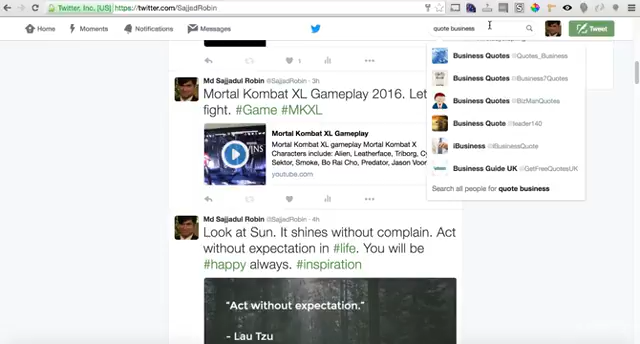 Twitter, Inc. [US] https://twitter.com/SajjadRobin
Home Moments Notifications Messages
quote business
Tweet
Business Quotes @Quotes_Business
Business Quotes @Business7Quotes
Business Quotes @BizManQuotes
Business Quote @leader140
iBusiness @iBusinessQuote
Business Guide UK @GetFreeQuotesUK
Search all people for quote business
1
Md Sajjadul Robin @SajjadRobin · 3h
Mortal Kombat XL Gameplay 2016. Let
fight. #Game #MKXL
Mortal Kombat XL Gameplay
Mortal Kombat XL gameplay Mortal Kombat X
Characters include: Alien, Leatherface, Triborg, Cy
Sektor, Smoke, Bo Rai Cho, Predator, Jason Voor
youtube.com
Md Sajjadul Robin @SajjadRobin · 4h
Look at Sun. It shines without complain. Act
without expectation in #life. You will be
#happy always. #inspiration
"Act without expectation."
- Lau Tzu